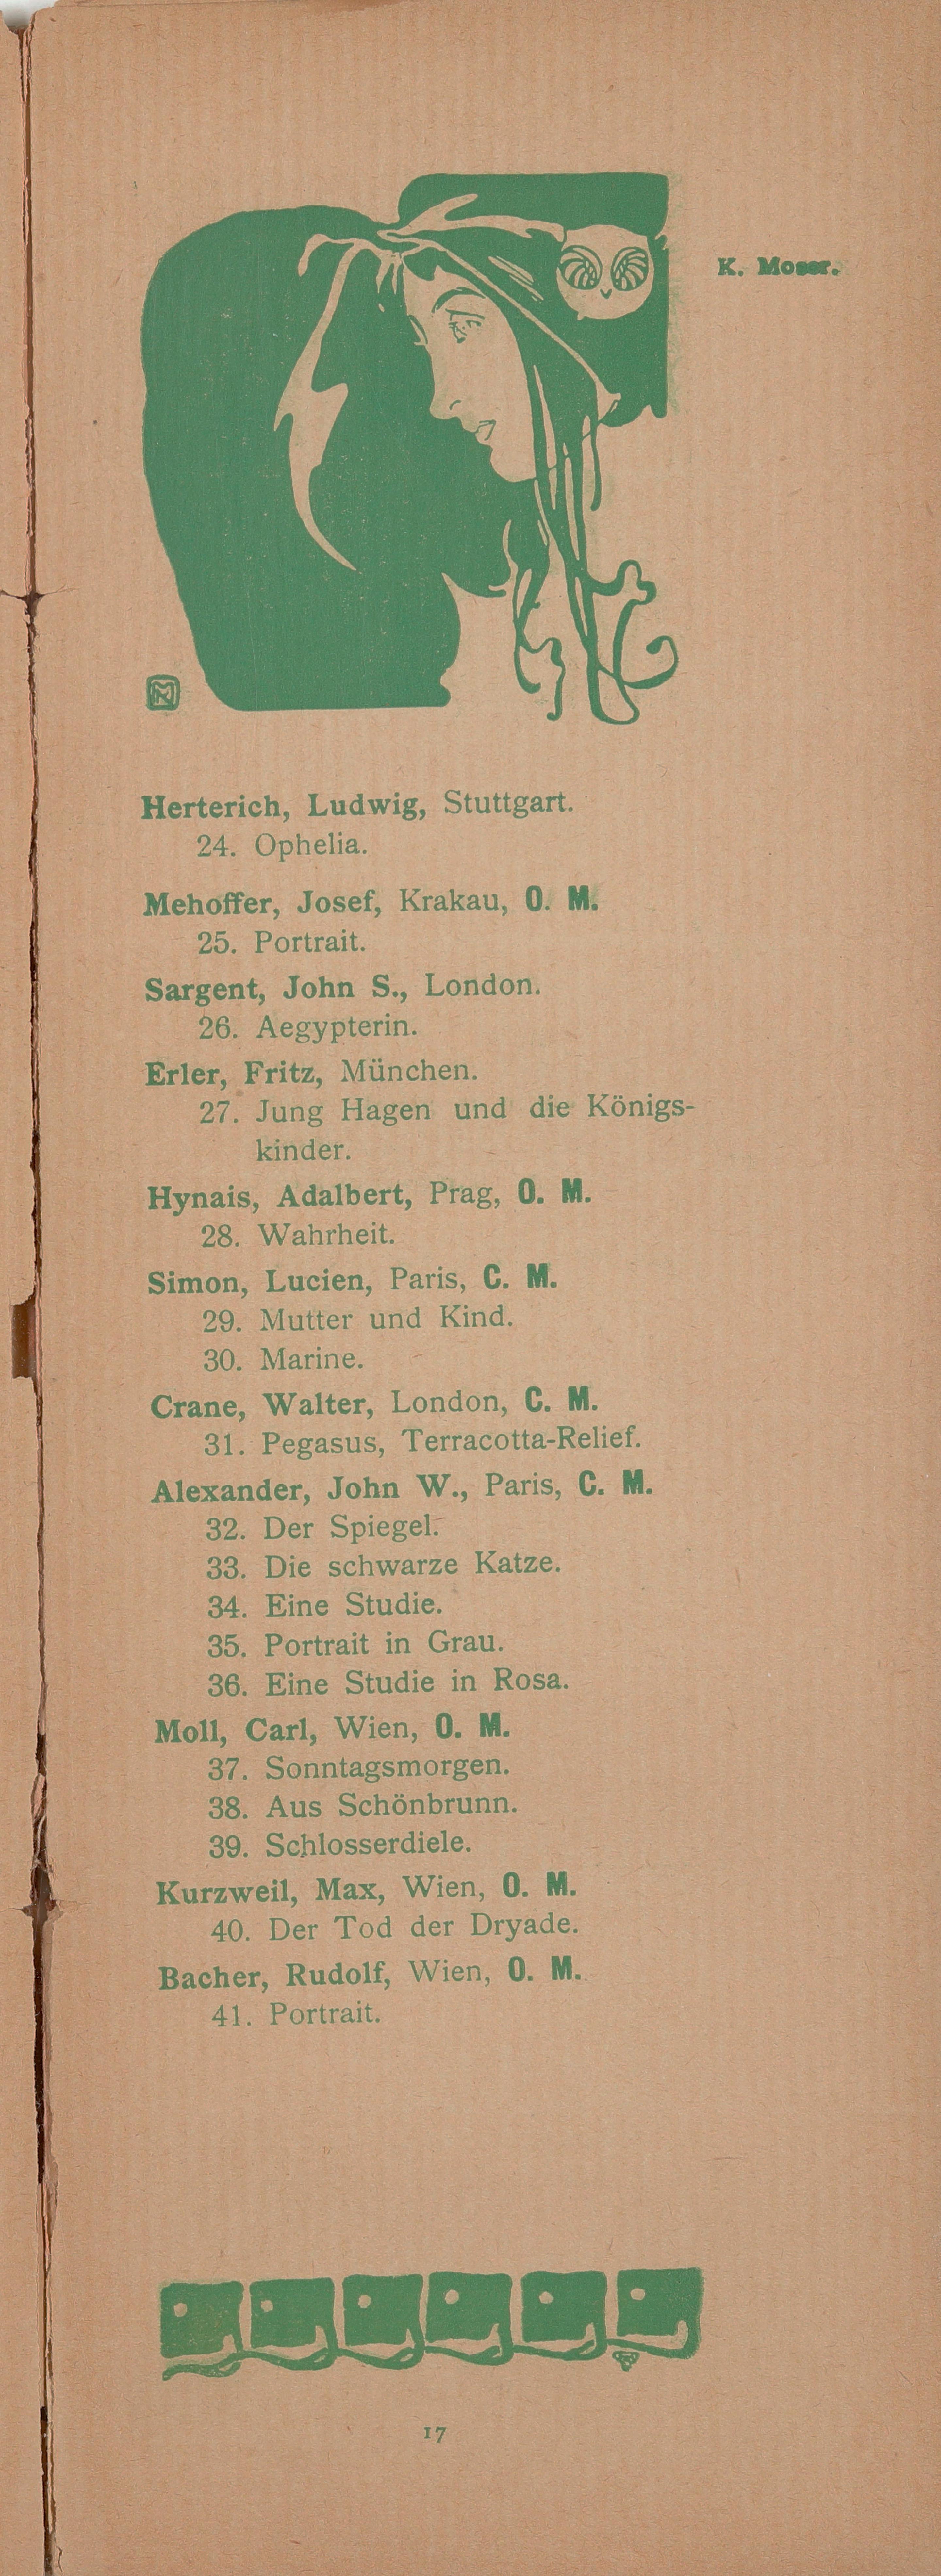 K. Moser.
Herterich, Ludwig, Stuttgart.
24. Ophelia.
Mehoffer, Josef, Krakau, O. M.
25. Portrait.
Sargent, John S., London.
26. Aegypterin.
Erler, Fritz, München.
27. Jung Hagen und die Königs-
kinder.
Hynais, Adalbert, Prag, O. M.
28. Wahrheit.
Simon, Lucien, Paris, C. M.
29. Mutter und Kind.
30. Marine.
Crane, Walter, London, C. M.
31. Pegasus, Terracotta-Relief.
Alexander, John W., Paris, C. M.
32. Der Spiegel.
33. Die schwarze Katze.
34. Eine Studie.
35. Portrait in Grau.
36. Eine Studie in Rosa.
Moll, Carl, Wien, O. M.
37. Sonntagsmorgen.
38. Aus Schönbrunn.
39. Schlosserdiele.
Kurzweil, Max, Wien, O. M.
40. Der Tod der Dryade.
Bacher, Rudolf, Wien, O. M.
41. Portrait.
17